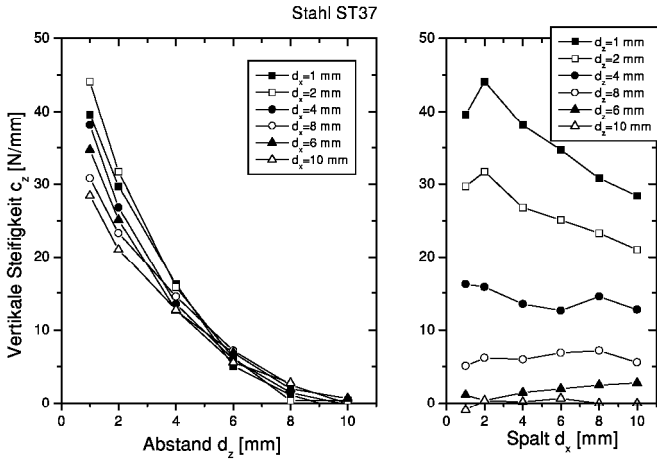 Stahl ST37
Vertikale Steifigkeit c_z [N/mm]
50
40
30
20
10
0
0 2 4 6 8 10
Abstand d_z [mm]
d_x=1 mm
d_x=2 mm
d_x=4 mm
d_x=8 mm
d_x=6 mm
d_x=10 mm
50
40
30
20
10
0
0 2 4 6 8 10
Spalt d_x [mm]
d_z=1 mm
d_z=2 mm
d_z=4 mm
d_z=8 mm
d_z=6 mm
d_z=10 mm